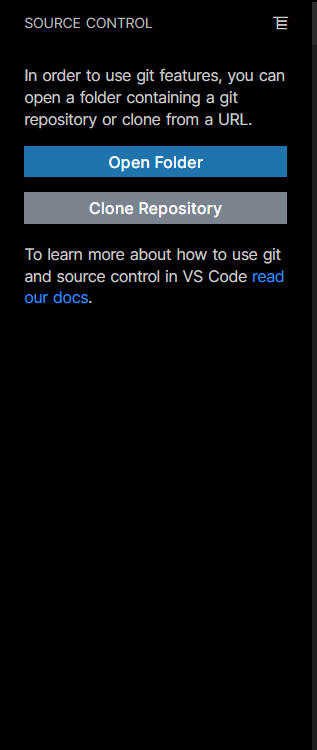 SOURCE CONTROL
In order to use git features, you can
open a folder containing a git
repository or clone from a URL.
Open Folder
Clone Repository
To learn more about how to use git
and source control in VS Code read
our docs.